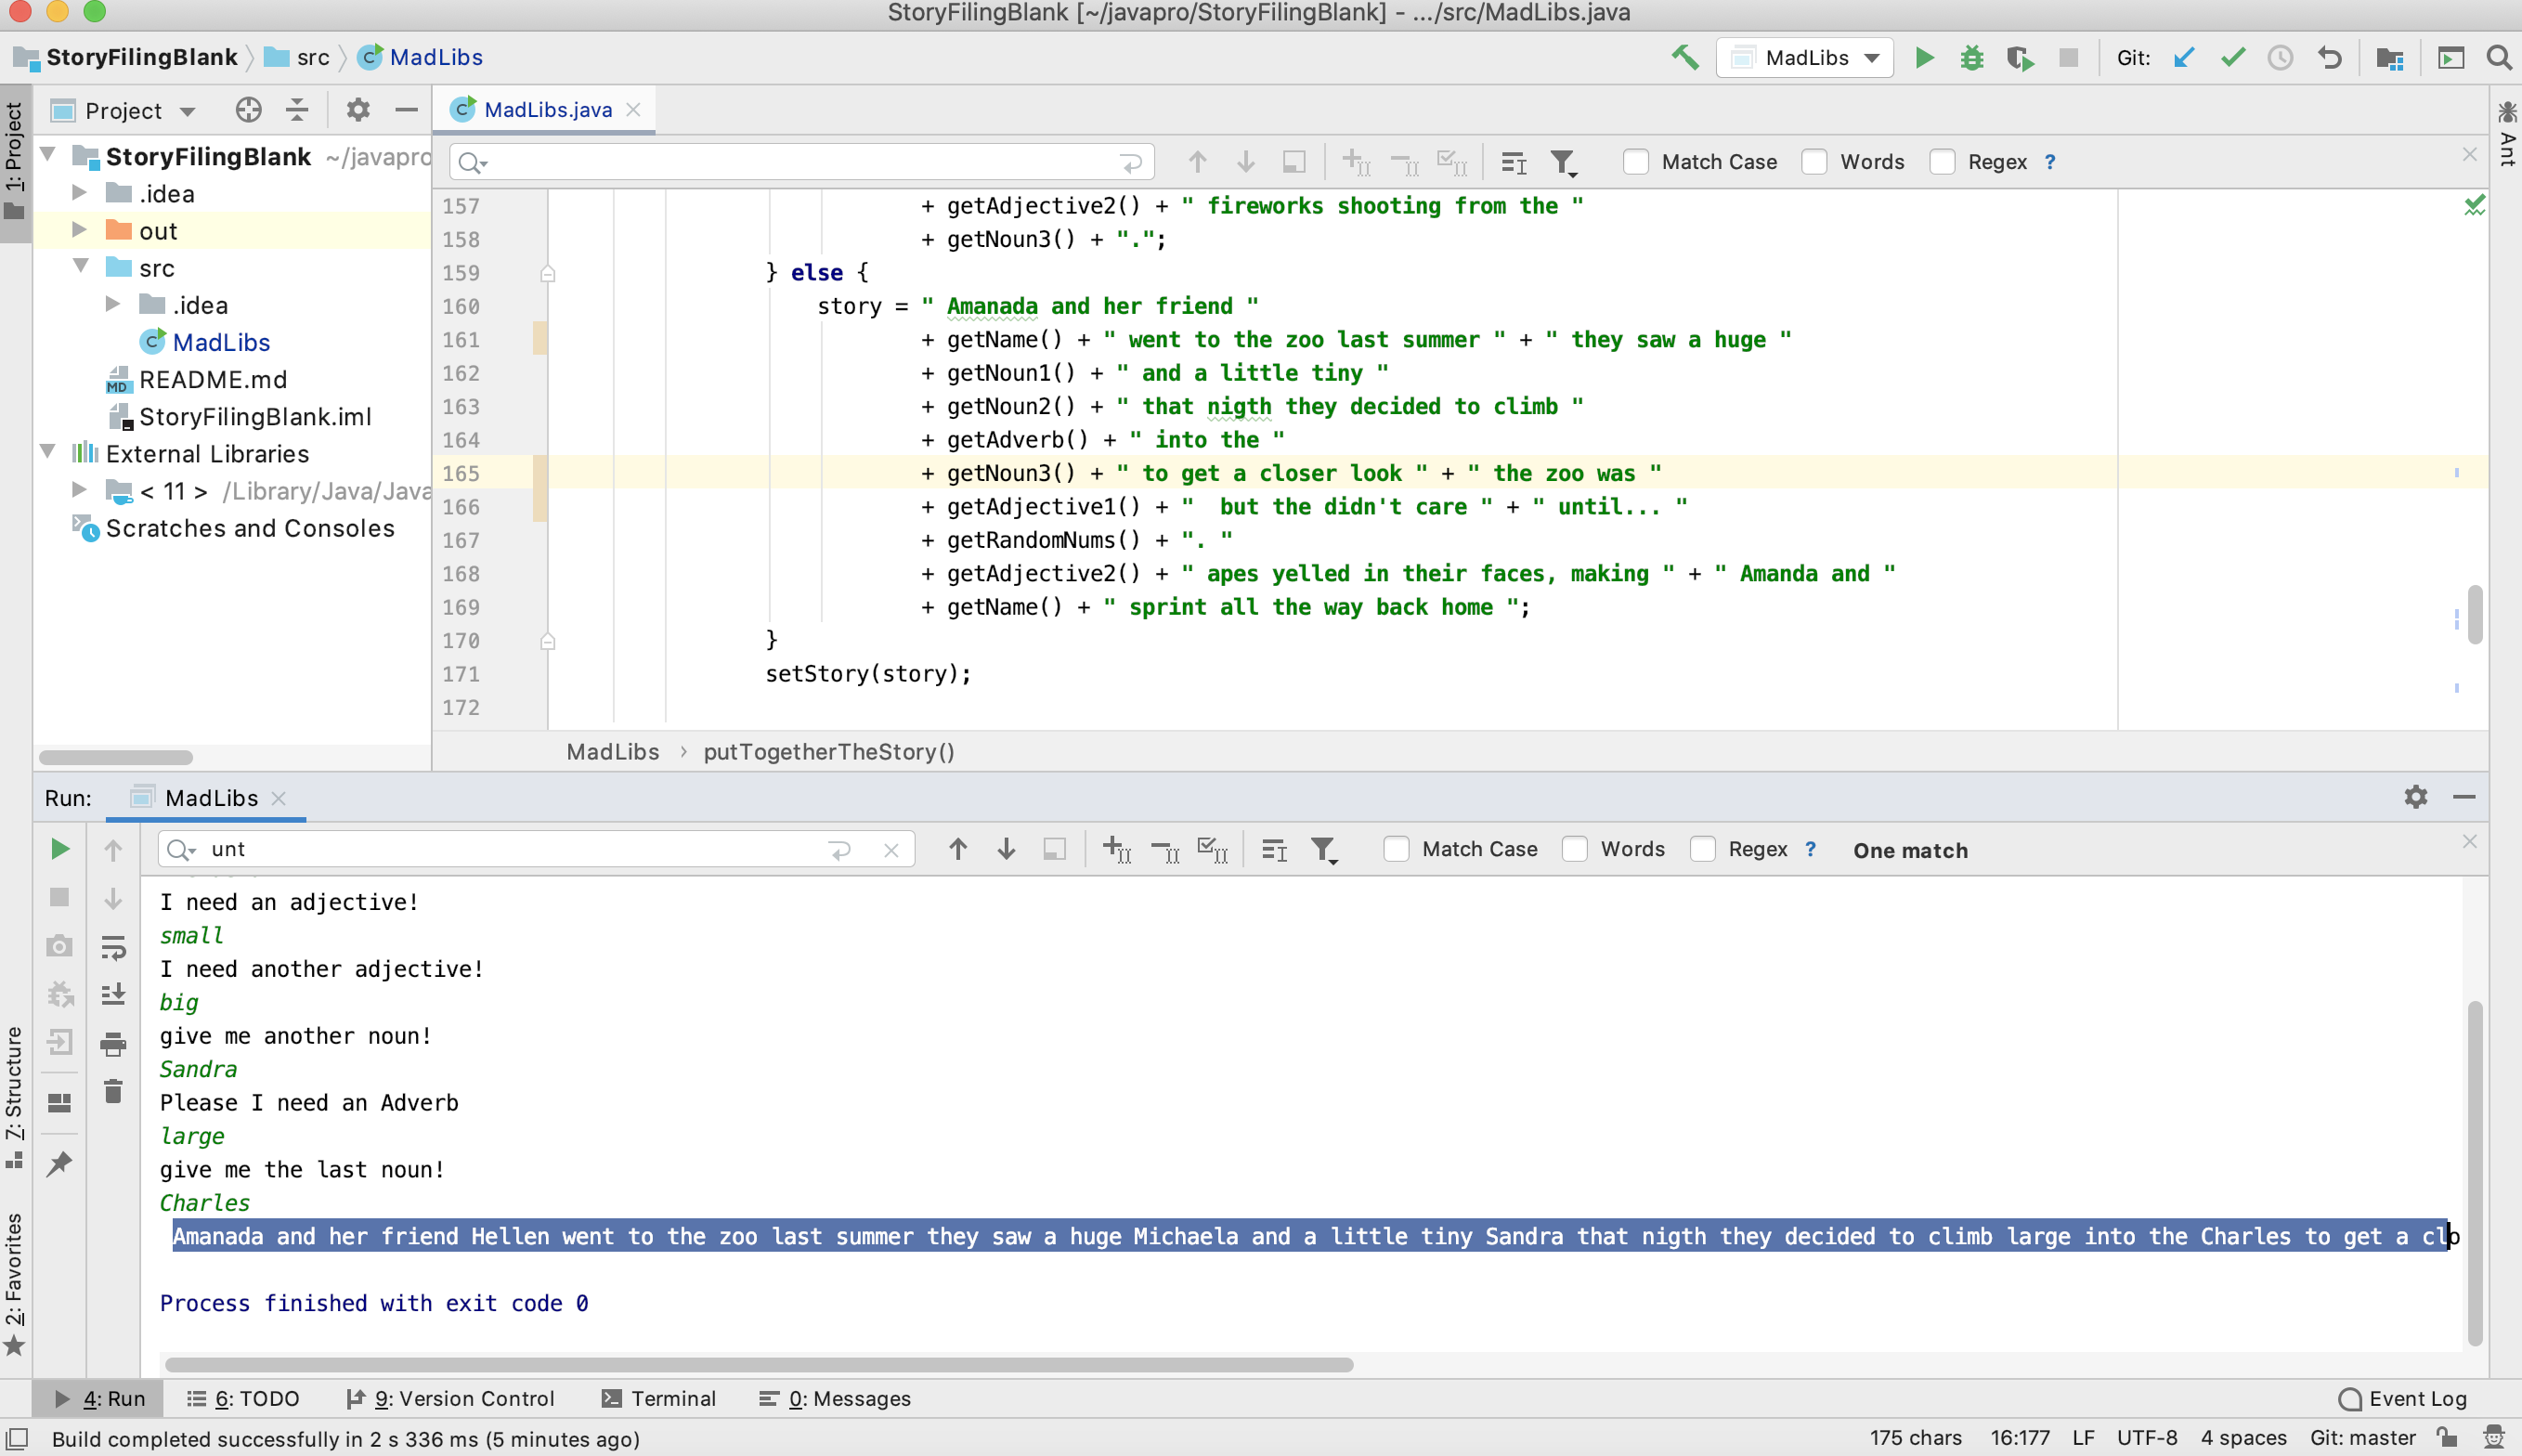 StoryFilingBlank [~/javapro/StoryFilingBlank] - .../src/MadLibs.java
StoryFilingBlank src MadLibs
MadLibs Git:
Project
MadLibs.java
1: Project
Ant
StoryFilingBlank ~/javapro
.idea
out
src
.idea
MadLibs
README.md
StoryFilingBlank.iml
External Libraries
< 11 > /Library/Java/Java
Scratches and Consoles
Match Case Words Regex ?
157 + getAdjective2() + " fireworks shooting from the "
158 + getNoun3() + ".";
159 } else {
160 story = " Amanada and her friend "
161 + getName() + " went to the zoo last summer " + " they saw a huge "
162 + getNoun1() + " and a little tiny "
163 + getNoun2() + " that nigth they decided to climb "
164 + getAdverb() + " into the "
165 + getNoun3() + " to get a closer look " + " the zoo was "
166 + getAdjective1() + "  but the didn't care " + " until... "
167 + getRandomNums() + ". "
168 + getAdjective2() + " apes yelled in their faces, making " + " Amanda and "
169 + getName() + " sprint all the way back home ";
170 }
171 setStory(story);
172
MadLibs › putTogetherTheStory()
Run: MadLibs
unt Match Case Words Regex ? One match
I need an adjective!
small
I need another adjective!
big
give me another noun!
Sandra
Please I need an Adverb
large
give me the last noun!
Charles
Amanada and her friend Hellen went to the zoo last summer they saw a huge Michaela and a little tiny Sandra that nigth they decided to climb large into the Charles to get a cl
Process finished with exit code 0
7: Structure
2: Favorites
4: Run 6: TODO 9: Version Control Terminal 0: Messages Event Log
Build completed successfully in 2 s 336 ms (5 minutes ago) 175 chars 16:177 LF UTF-8 4 spaces Git: master